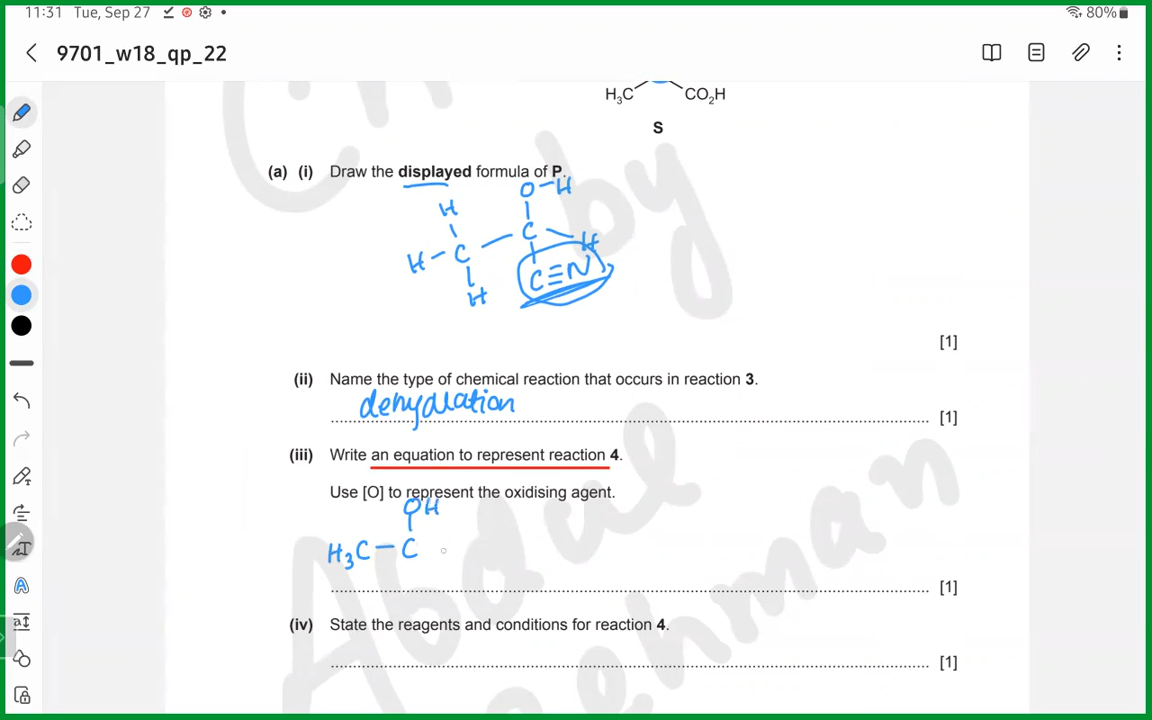 11:31 Tue, Sep 27
80%
9701_w18_qp_22
H₃C CO₂H
S
(a) (i) Draw the displayed formula of P.
O-H
H
C
H
H-C
C≡N
H
[1]
(ii) Name the type of chemical reaction that occurs in reaction 3.
dehydration
[1]
(iii) Write an equation to represent reaction 4.
Use [O] to represent the oxidising agent.
OH
H₃C-C
[1]
(iv) State the reagents and conditions for reaction 4.
[1]
by
Abdul